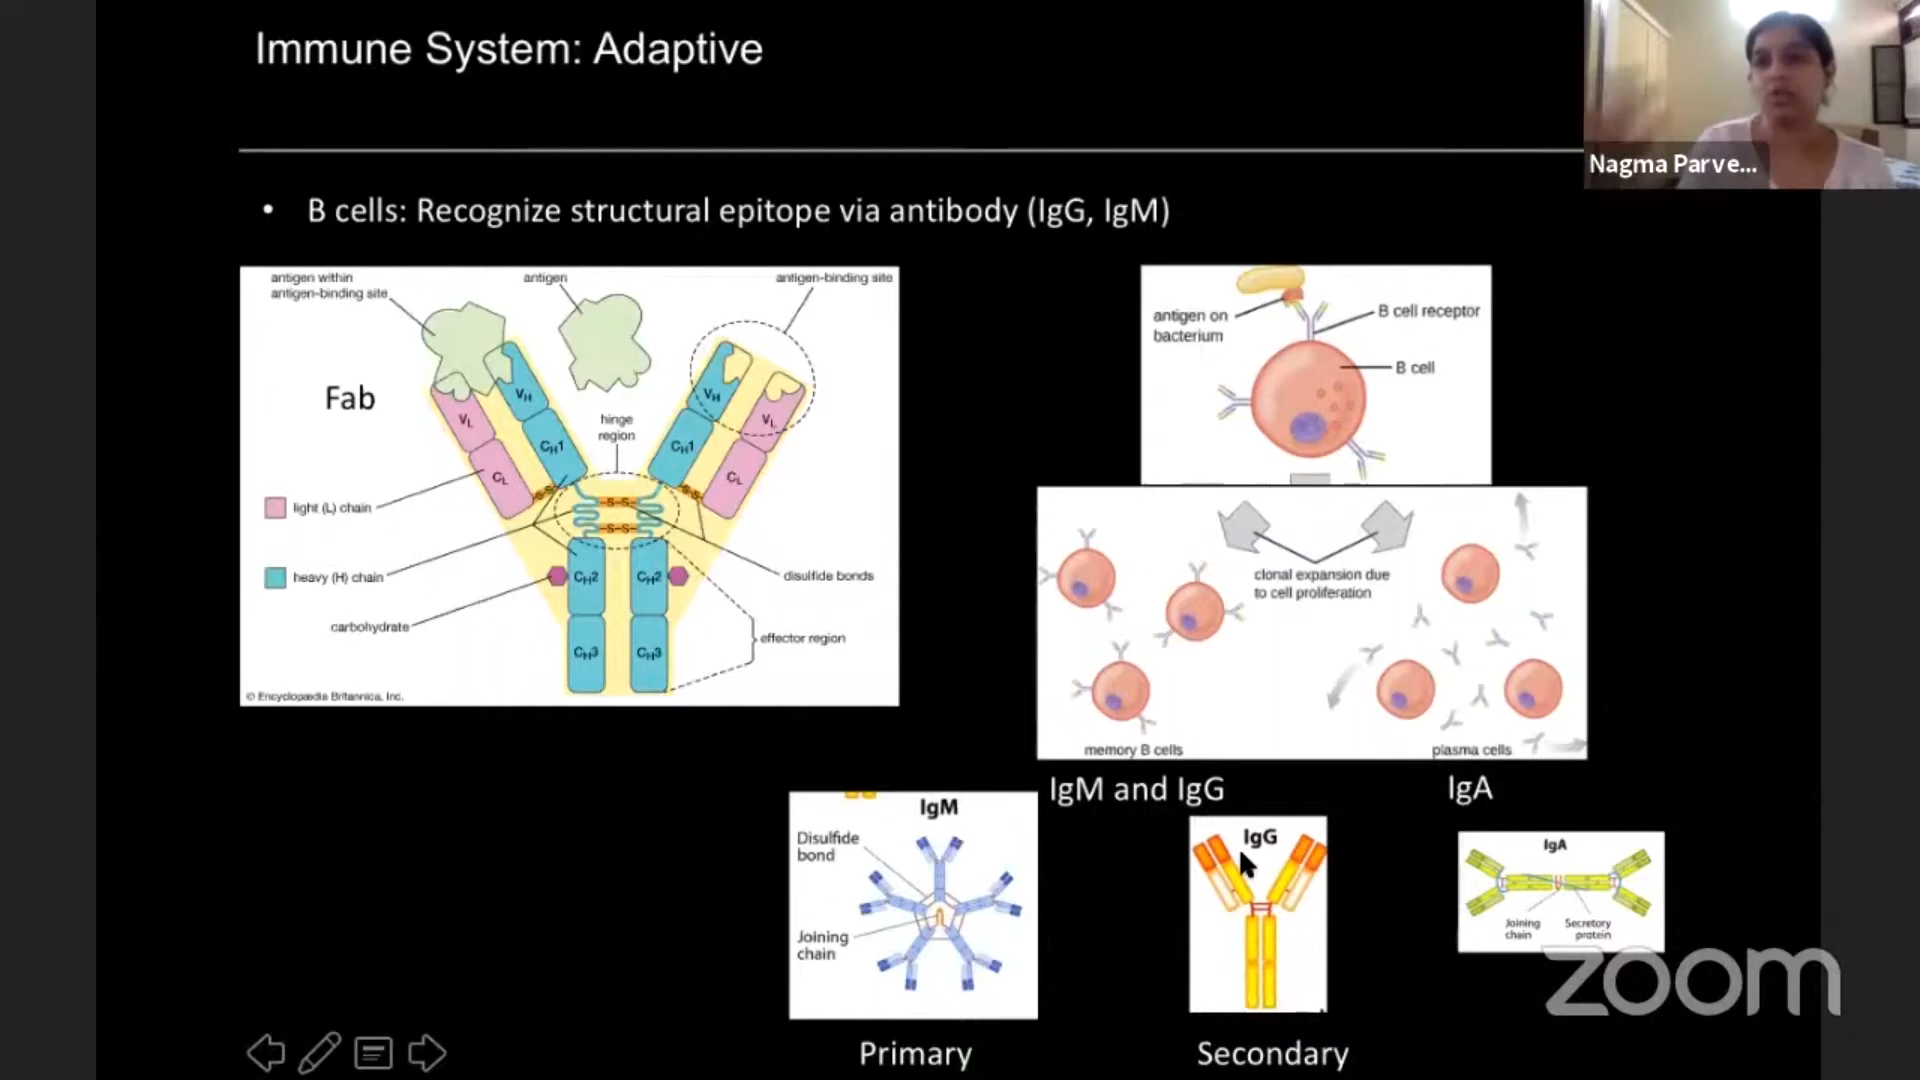 Immune System: Adaptive
Nagma Parve...
• B cells: Recognize structural epitope via antibody (IgG, IgM)
antigen within
antigen-binding site
antigen
antigen-binding site
Fab
VL
VH
CH1
CL
hinge
region
VH
VL
CH1
CL
-S-S-
-S-S-
light (L) chain
heavy (H) chain
carbohydrate
CH2
CH2
disulfide bonds
effector region
CH3
CH3
© Encyclopædia Britannica, Inc.
antigen on
bacterium
B cell receptor
B cell
clonal expansion due
to cell proliferation
memory B cells
plasma cells
IgM and IgG
IgA
IgM
Disulfide
bond
Joining
chain
IgG
IgA
Joining
chain
Secretory
protein
Primary
Secondary
zoom